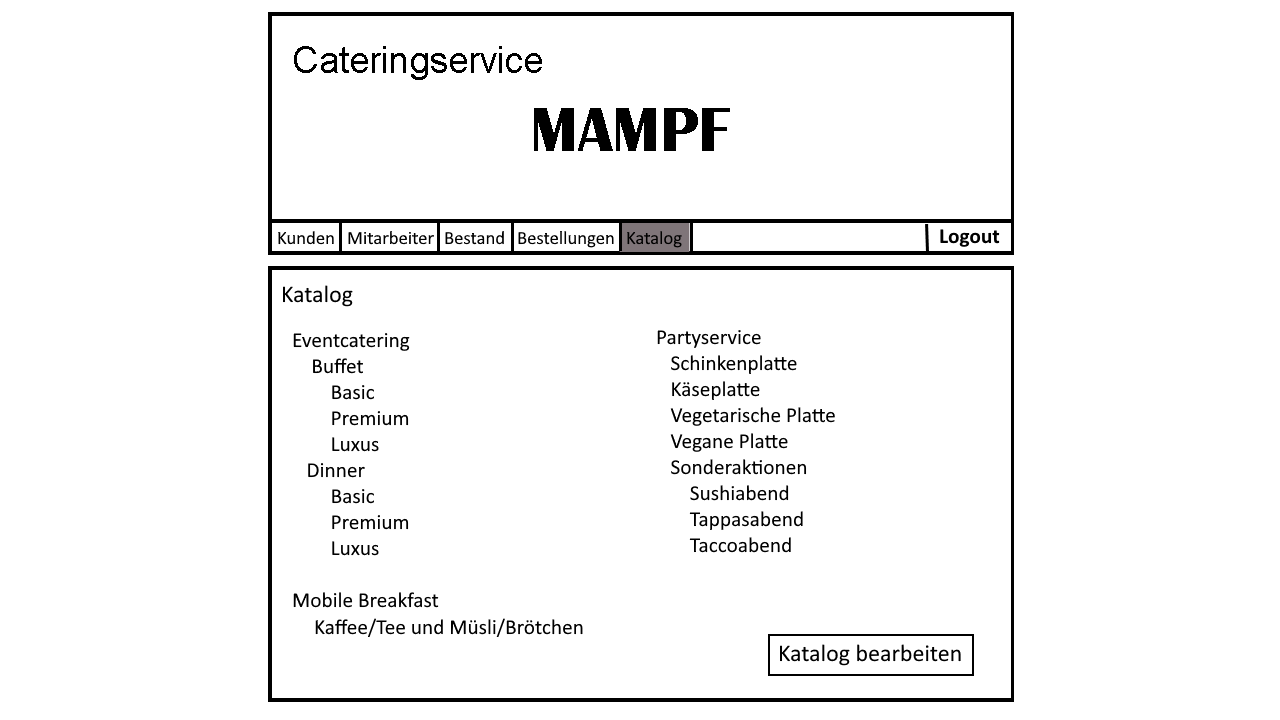 Cateringservice
MAMPF
Kunden Mitarbeiter Bestand Bestellungen Katalog Logout
Katalog
Eventcatering
Buffet
Basic
Premium
Luxus
Dinner
Basic
Premium
Luxus
Mobile Breakfast
Kaffee/Tee und Müsli/Brötchen
Partyservice
Schinkenplatte
Käseplatte
Vegetarische Platte
Vegane Platte
Sonderaktionen
Sushiabend
Tappasabend
Taccoabend
Katalog bearbeiten